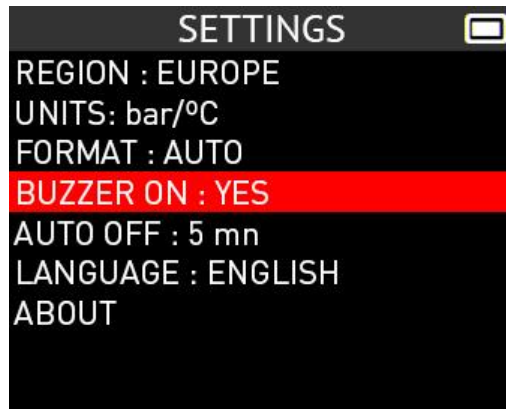 SETTINGS
REGION : EUROPE
UNITS: bar/ºC
FORMAT : AUTO
BUZZER ON : YES
AUTO OFF : 5 mn
LANGUAGE : ENGLISH
ABOUT